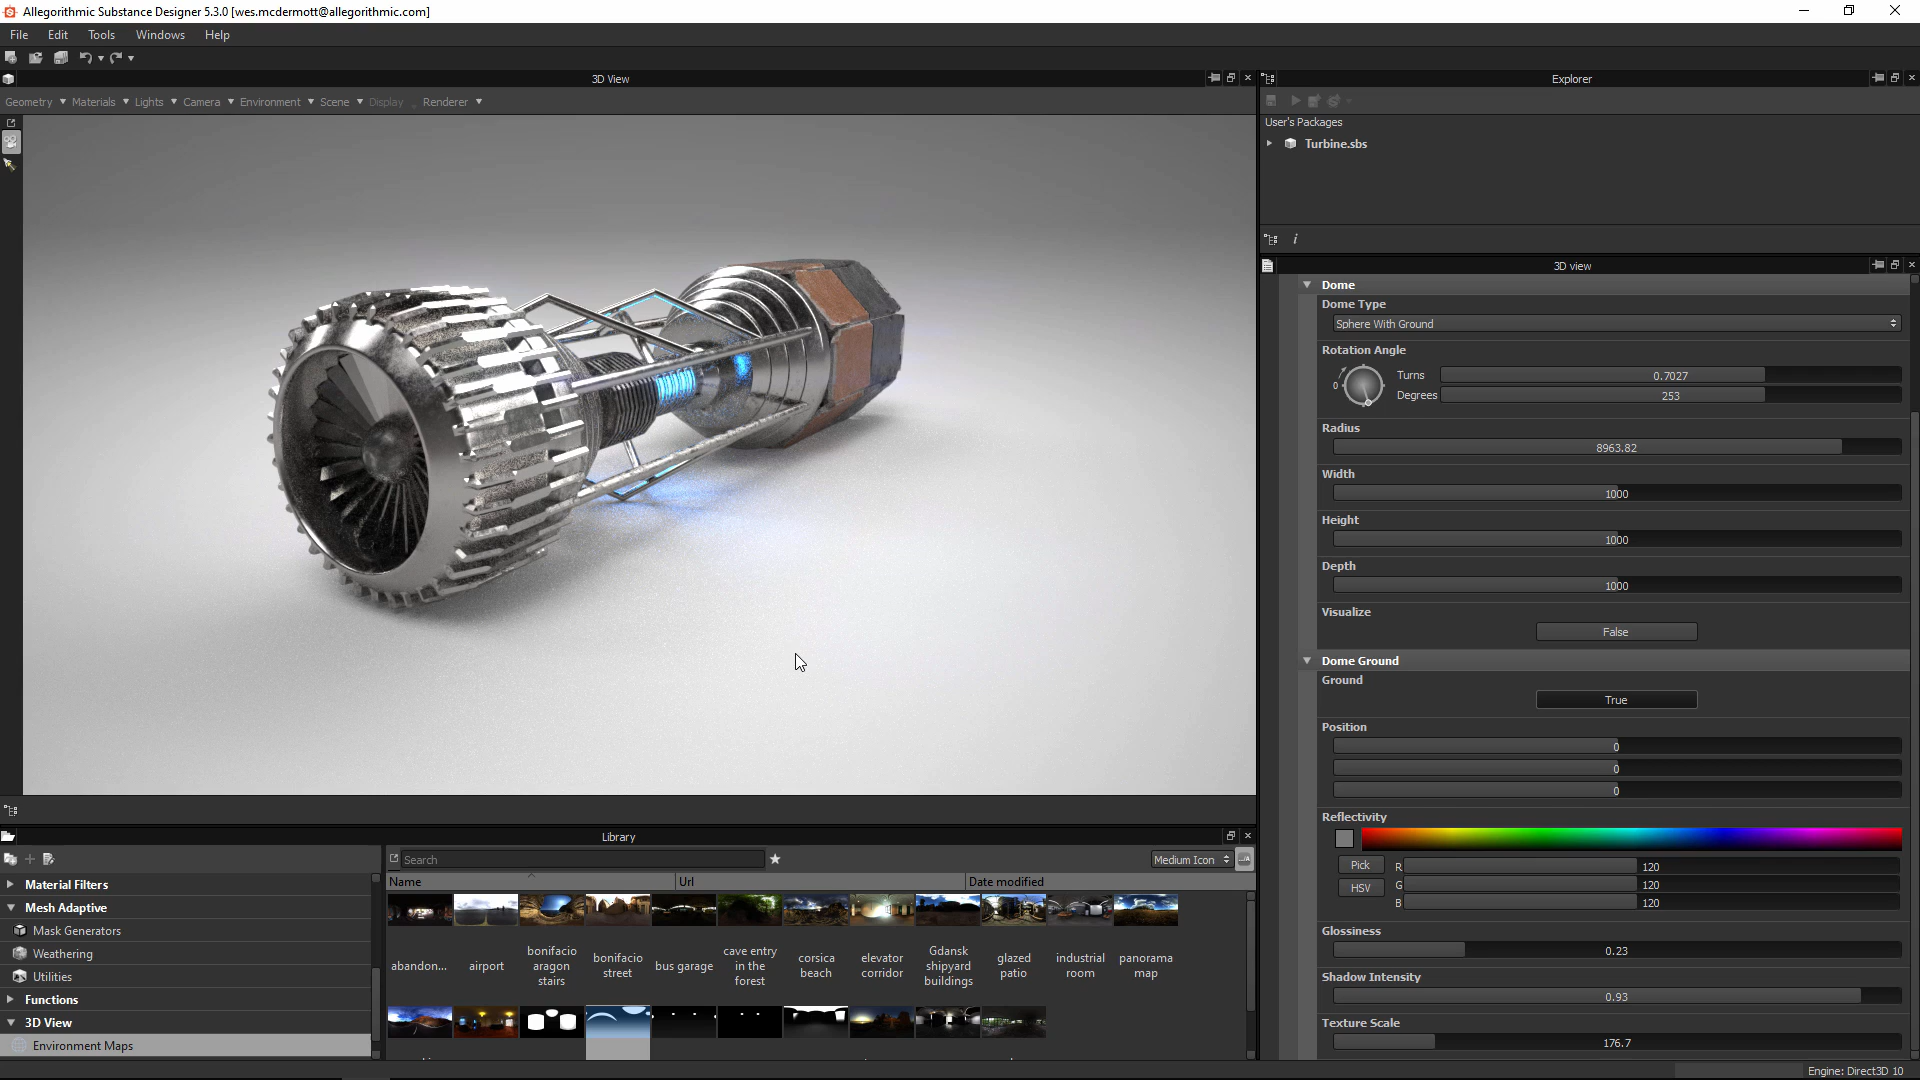 Allegorithmic Substance Designer 5.3.0 [wes.mcdermott@allegorithmic.com]
File Edit Tools Windows Help
3D View
Geometry Materials Lights Camera Environment Scene Display Renderer
Explorer
User's Packages
Turbine.sbs
i
3D view
Dome
Dome Type
Sphere With Ground
Rotation Angle
0 Turns 0.7027
Degrees 253
Radius
8963.82
Width
1000
Height
1000
Depth
1000
Visualize
False
Dome Ground
Ground
True
Position
0
0
0
Reflectivity
Pick R 120
HSV G 120
B 120
Glossiness
0.23
Shadow Intensity
0.93
Texture Scale
176.7
Library
Search
Medium Icon
Name Url Date modified
Material Filters
Mesh Adaptive
Mask Generators
Weathering
Utilities
Functions
3D View
Environment Maps
abandon...
airport
bonifacio
aragon
stairs
bonifacio
street
bus garage
cave entry
in the
forest
corsica
beach
elevator
corridor
Gdansk
shipyard
buildings
glazed
patio
industrial
room
panorama
map
Engine: Direct3D 10